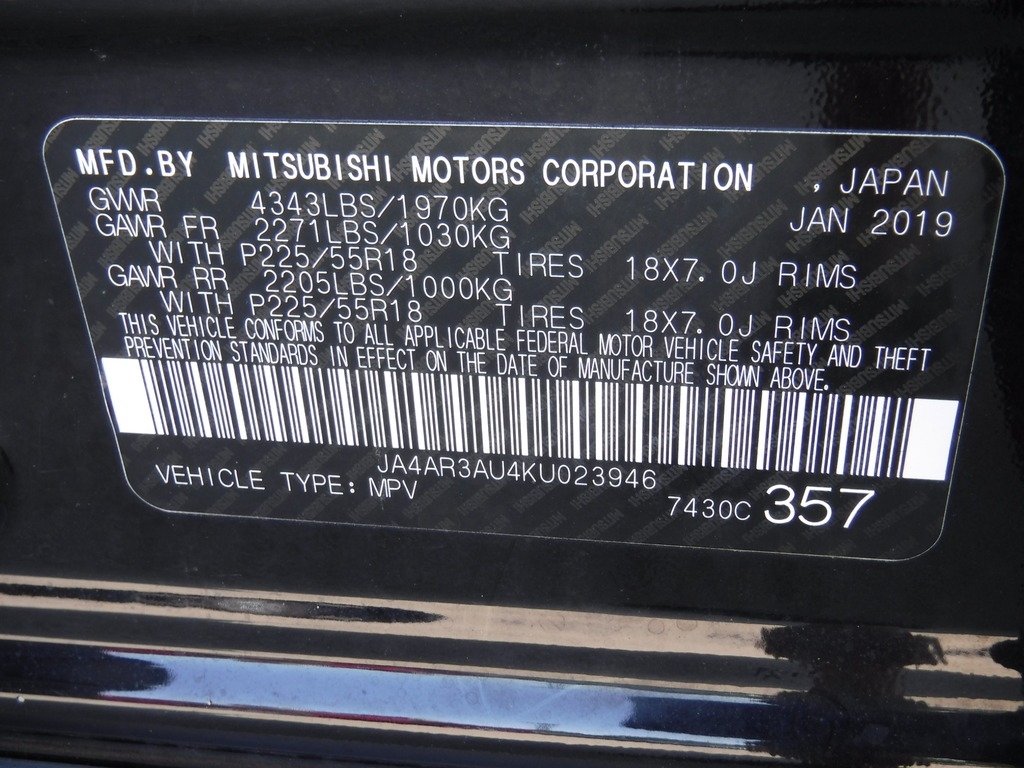 MFD.BY MITSUBISHI MOTORS CORPORATION , JAPAN
GVWR 4343LBS/1970KG JAN 2019
GAWR FR 2271LBS/1030KG
WITH P225/55R18 TIRES 18X7.0J RIMS
GAWR RR 2205LBS/1000KG
WITH P225/55R18 TIRES 18X7.0J RIMS
THIS VEHICLE CONFORMS TO ALL APPLICABLE FEDERAL MOTOR VEHICLE SAFETY AND THEFT
PREVENTION STANDARDS IN EFFECT ON THE DATE OF MANUFACTURE SHOWN ABOVE.
JA4AR3AU4KU023946
VEHICLE TYPE: MPV
7430C 357